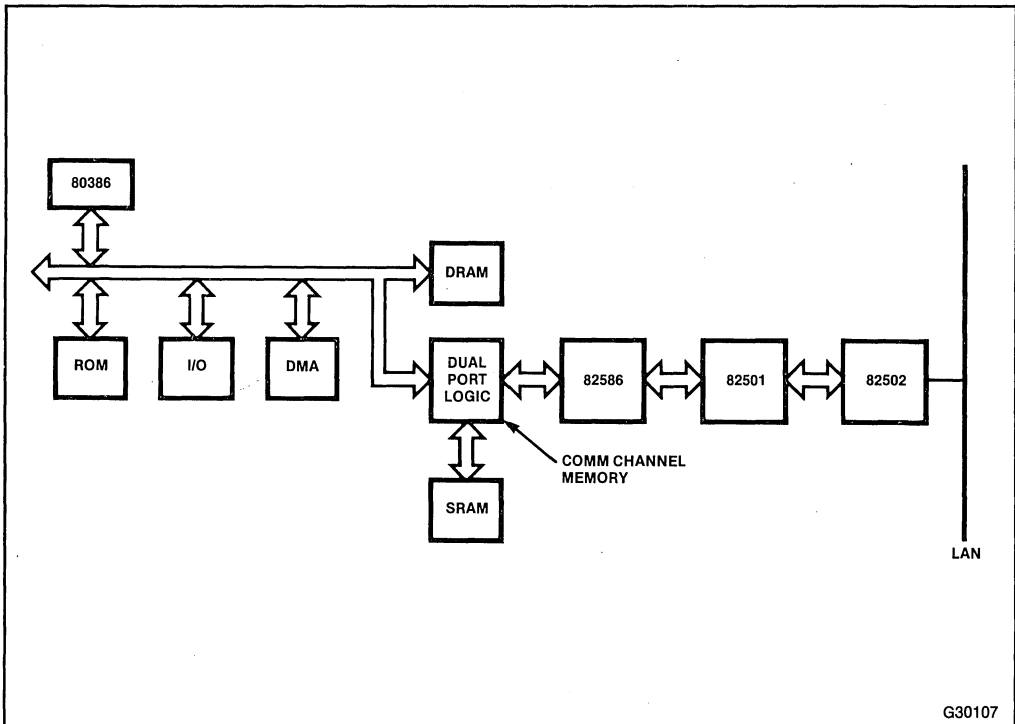 80386
DRAM
ROM
I/O
DMA
DUAL
PORT
LOGIC
82586
82501
82502
COMM CHANNEL
MEMORY
SRAM
LAN
G30107